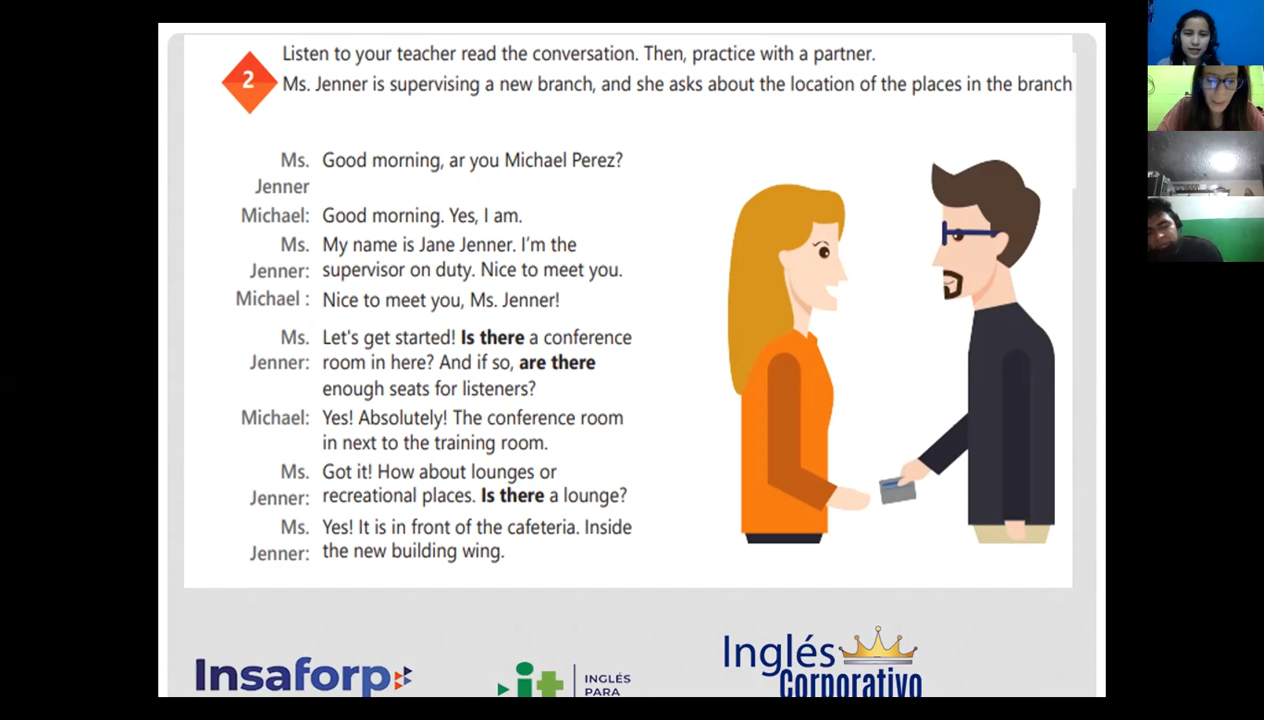 Listen to your teacher read the conversation. Then, practice with a partner.
2
Ms. Jenner is supervising a new branch, and she asks about the location of the places in the branch
Ms. Good morning, ar you Michael Perez?
Jenner
Michael: Good morning. Yes, I am.
Ms. My name is Jane Jenner. I'm the
Jenner: supervisor on duty. Nice to meet you.
Michael : Nice to meet you, Ms. Jenner!
Ms. Let's get started! Is there a conference
Jenner: room in here? And if so, are there
enough seats for listeners?
Michael: Yes! Absolutely! The conference room
in next to the training room.
Ms. Got it! How about lounges or
Jenner: recreational places. Is there a lounge?
Ms. Yes! It is in front of the cafeteria. Inside
Jenner: the new building wing.
Insaforp
it
INGLÉS
PARA
Inglés
Corporativo